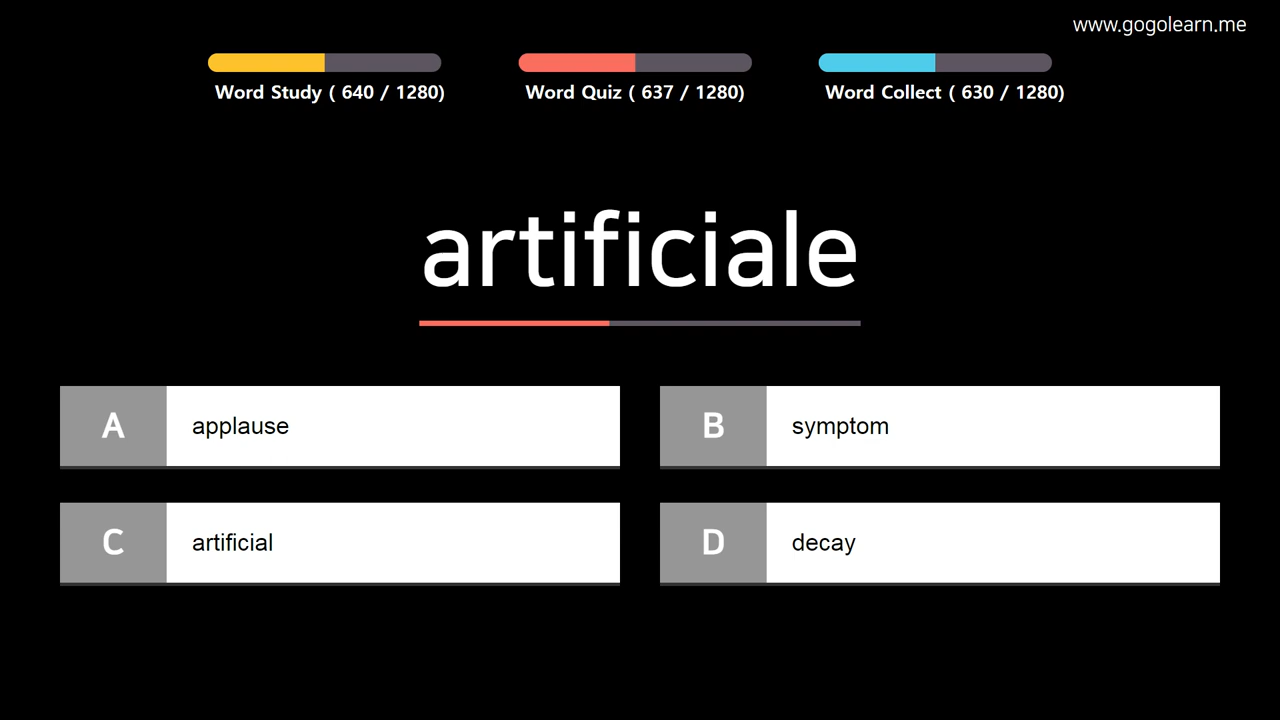 www.gogolearn.me
Word Study ( 640 / 1280)
Word Quiz ( 637 / 1280)
Word Collect ( 630 / 1280)
artificiale
A applause
B symptom
C artificial
D decay